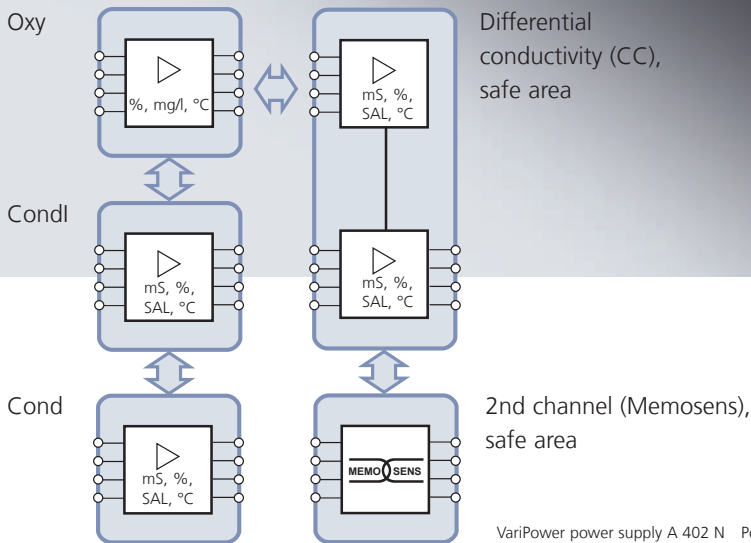 Oxy
%, mg/l, °C
mS, %,
SAL, °C
Differential
conductivity (CC),
safe area
CondI
mS, %,
SAL, °C
mS, %,
SAL, °C
Cond
mS, %,
SAL, °C
MEMO SENS
2nd channel (Memosens),
safe area
VariPower power supply A 402 N